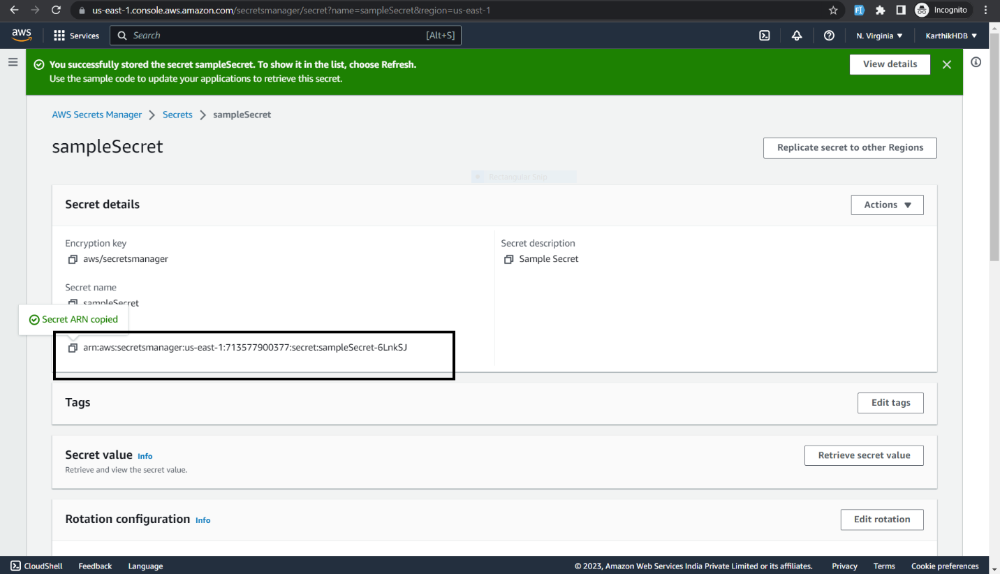 us-east-1.console.aws.amazon.com/secretsmanager/secret?name=sampleSecret&region=us-east-1
Incognito
aws
Services
Search
[Alt+S]
N. Virginia
KarthikHDB
You successfully stored the secret sampleSecret. To show it in the list, choose Refresh.
Use the sample code to update your applications to retrieve this secret.
View details
AWS Secrets Manager
Secrets
sampleSecret
sampleSecret
Replicate secret to other Regions
Rectangular Snip
Secret details
Actions
Encryption key
aws/secretsmanager
Secret description
Sample Secret
Secret name
sampleSecret
Secret ARN copied
arn:aws:secretsmanager:us-east-1:713577900377:secret:sampleSecret-6LnkSJ
Tags
Edit tags
Secret value Info
Retrieve and view the secret value.
Retrieve secret value
Rotation configuration Info
Edit rotation
CloudShell
Feedback
Language
© 2023, Amazon Web Services India Private Limited or its affiliates.
Privacy
Terms
Cookie preferences